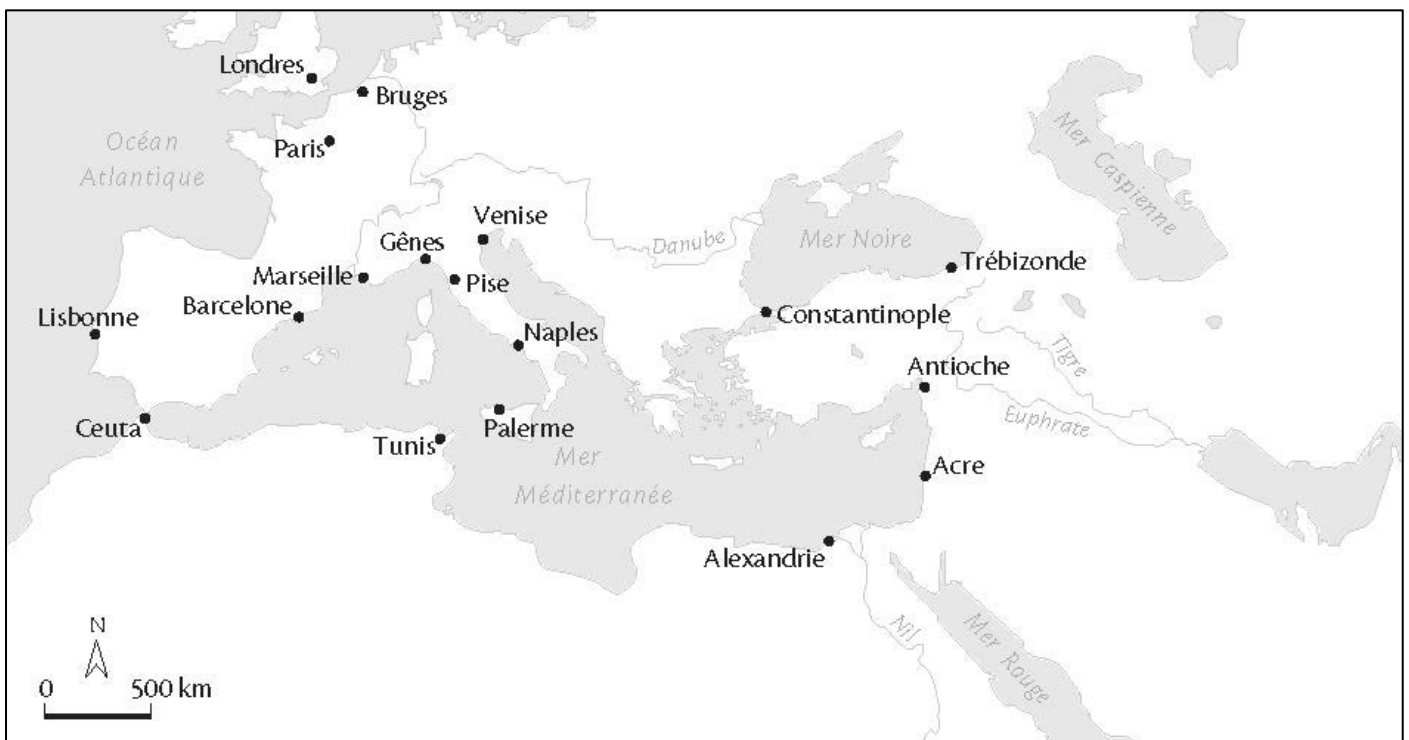 Londres
Bruges
Océan
Atlantique
Paris
Mer Caspienne
Venise
Gênes
Danube
Mer Noire
Marseille
Pise
Trébizonde
Barcelone
Lisbonne
Constantinople
Naples
Tigre
Antioche
Euphrate
Ceuta
Palerme
Tunis
Mer
Méditerranée
Acre
Alexandrie
Nil
Mer Rouge
N
0 500 km